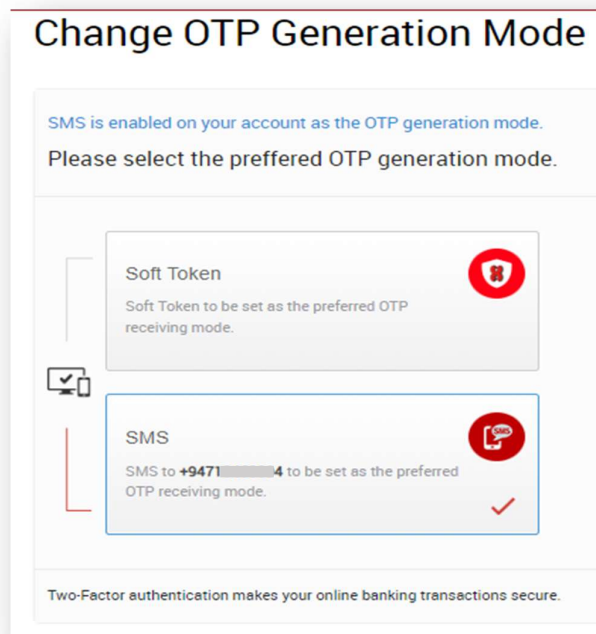 Change OTP Generation Mode
SMS is enabled on your account as the OTP generation mode.
Please select the preffered OTP generation mode.
Soft Token
Soft Token to be set as the preferred OTP
receiving mode.
SMS
SMS
SMS to +9471 4 to be set as the preferred
OTP receiving mode.
Two-Factor authentication makes your online banking transactions secure.